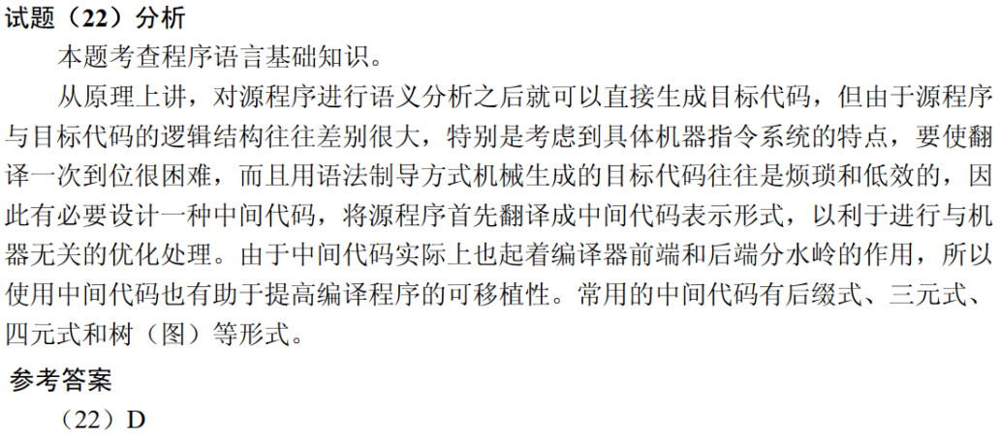 试题（22）分析
本题考查程序语言基础知识。
从原理上讲，对源程序进行语义分析之后就可以直接生成目标代码，但由于源程序
与目标代码的逻辑结构往往差别很大，特别是考虑到具体机器指令系统的特点，要使翻
译一次到位很困难，而且用语法制导方式机械生成的目标代码往往是烦琐和低效的，因
此有必要设计一种中间代码，将源程序首先翻译成中间代码表示形式，以利于进行与机
器无关的优化处理。由于中间代码实际上也起着编译器前端和后端分水岭的作用，所以
使用中间代码也有助于提高编译程序的可移植性。常用的中间代码有后缀式、三元式、
四元式和树（图）等形式。
参考答案
（22）D